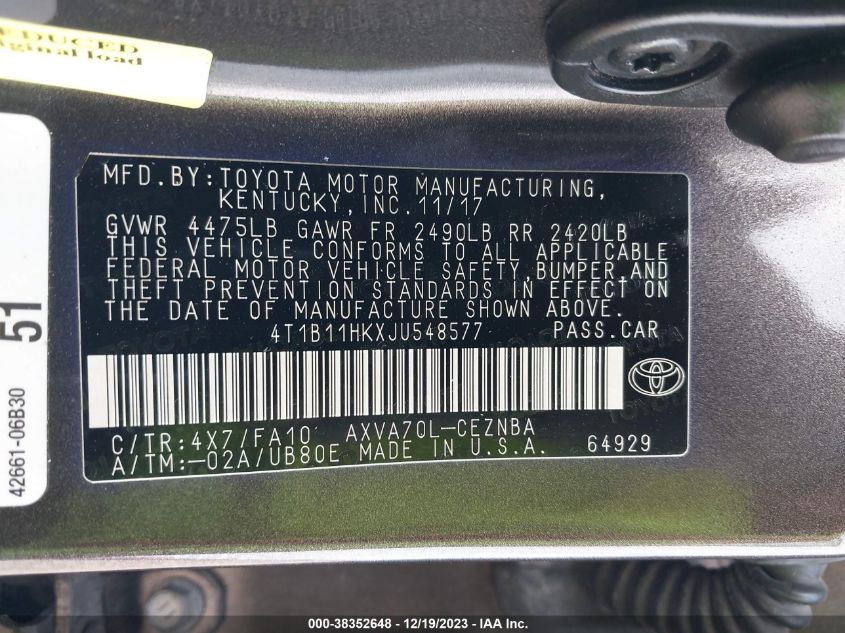 EDUCED
iginal load
MFD.BY:TOYOTA MOTOR MANUFACTURING,
KENTUCKY,INC.11/17
GVWR 4475LB GAWR FR 2490LB RR 2420LB
THIS VEHICLE CONFORMS TO ALL APPLICABLE
FEDERAL MOTOR VEHICLE SAFETY,BUMPER,AND
THEFT PREVENTION STANDARDS IN EFFECT ON
THE DATE OF MANUFACTURE SHOWN ABOVE.
4T1B11HKXJU548577 PASS.CAR
C/TR:4X7/FA10 AXVA70L-CEZNBA
A/TM:-02A/UB80E MADE IN U.S.A. 64929
51
42661-06B30
000-38352648 - 12/19/2023 - IAA, Inc.